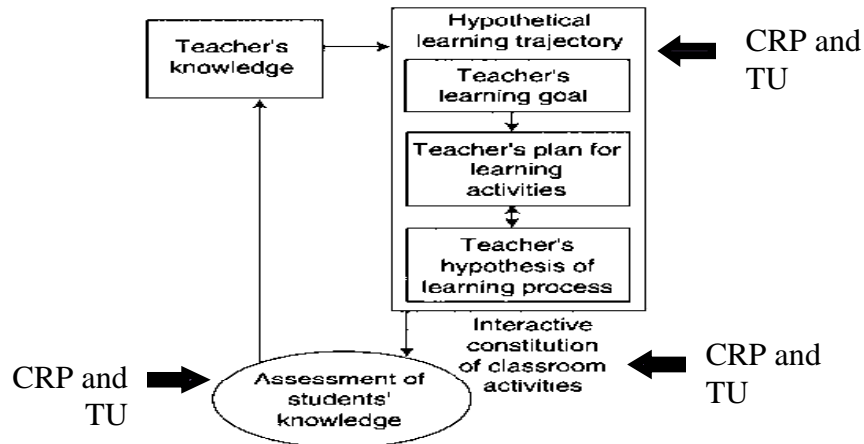 Teacher's
knowledge
Hypothetical
learning trajectory
Teacher's
learning goal
Teacher's plan for
learning
activities
Teacher's
hypothesis of
learning process
CRP and
TU
Interactive
constitution
of classroom
activities
CRP and
TU
Assessment of
students'
knowledge
CRP and
TU